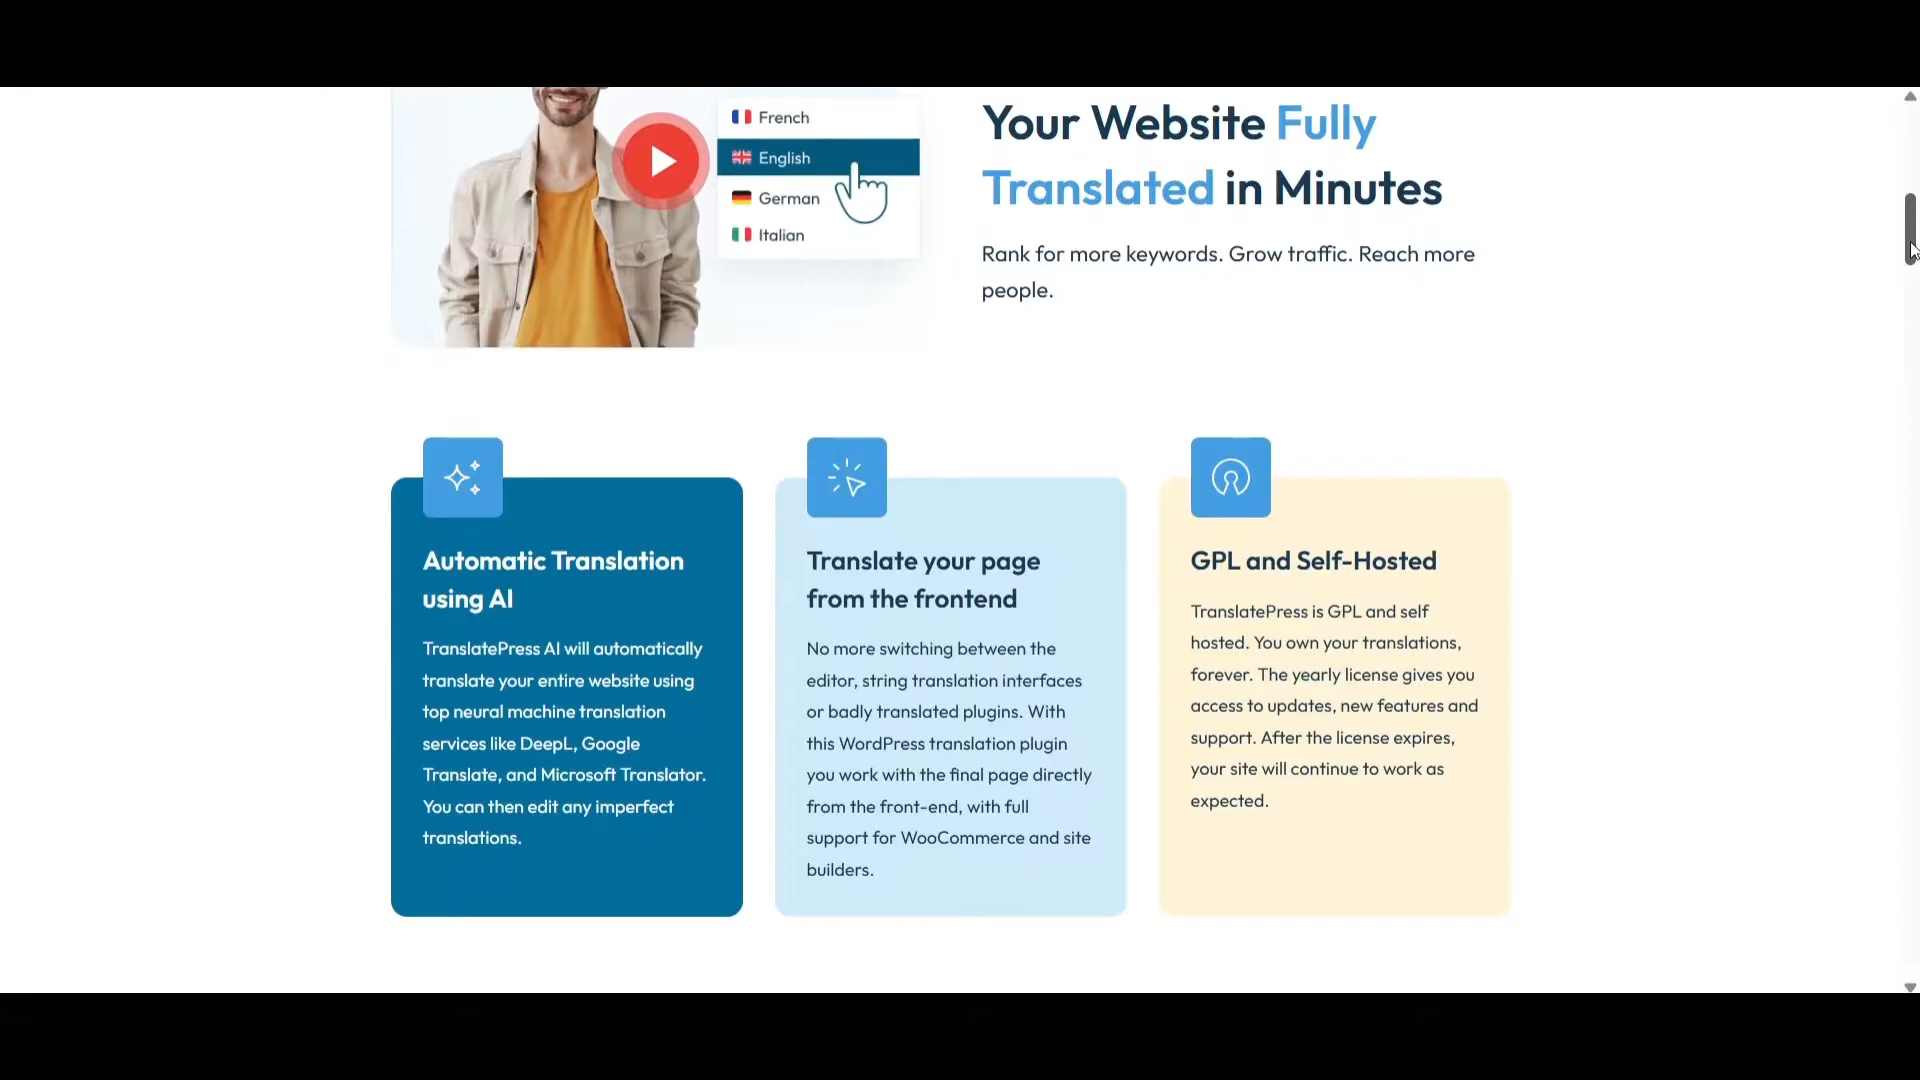 French
English
German
Italian
Your Website Fully
Translated in Minutes
Rank for more keywords. Grow traffic. Reach more
people.
Automatic Translation
using AI
TranslatePress AI will automatically
translate your entire website using
top neural machine translation
services like DeepL, Google
Translate, and Microsoft Translator.
You can then edit any imperfect
translations.
Translate your page
from the frontend
No more switching between the
editor, string translation interfaces
or badly translated plugins. With
this WordPress translation plugin
you work with the final page directly
from the front-end, with full
support for WooCommerce and site
builders.
GPL and Self-Hosted
TranslatePress is GPL and self
hosted. You own your translations,
forever. The yearly license gives you
access to updates, new features and
support. After the license expires,
your site will continue to work as
expected.